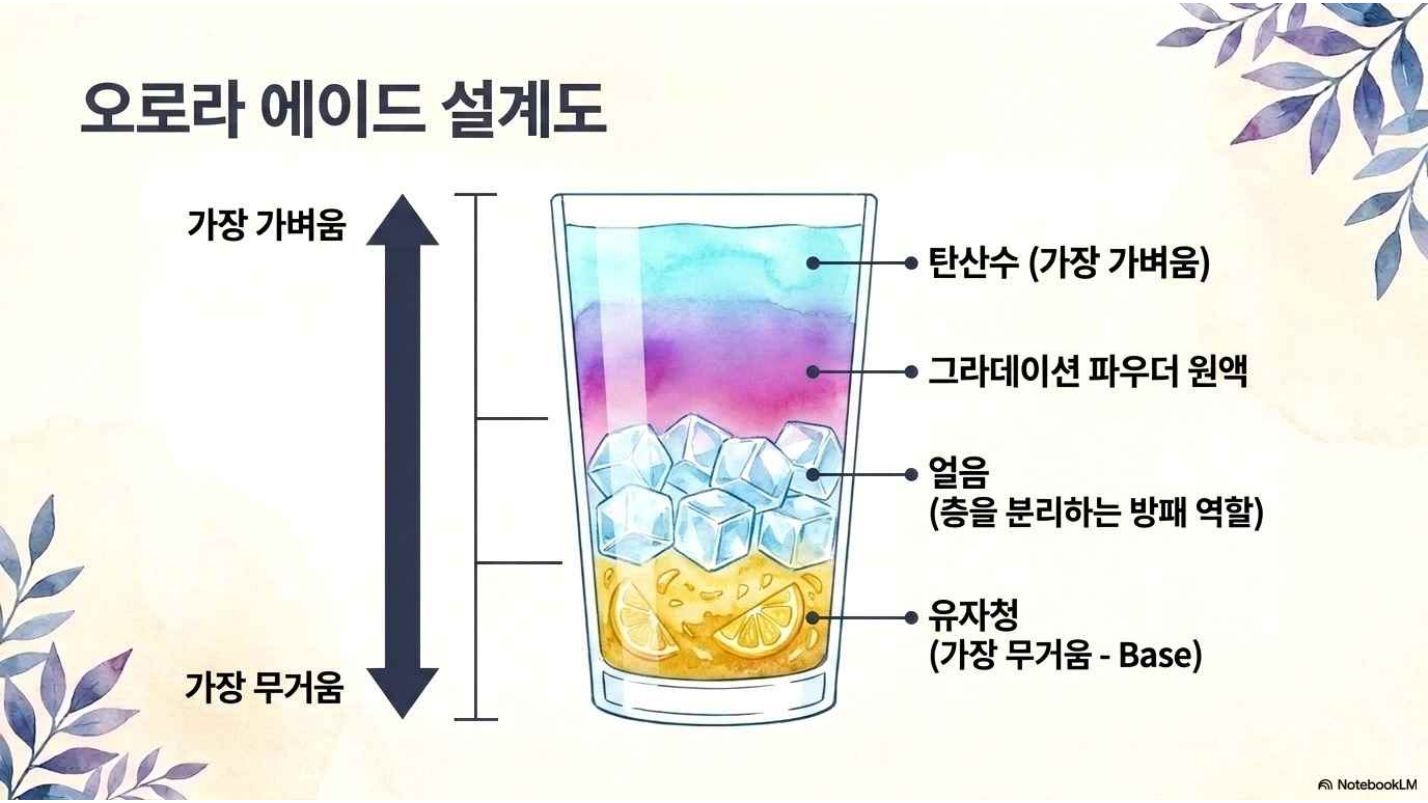 오로라 에이드 설계도
가장 가벼움
탄산수 (가장 가벼움)
그라데이션 파우더 원액
얼음
(층을 분리하는 방패 역할)
유자청
(가장 무거움 - Base)
가장 무거움
NotebookLM